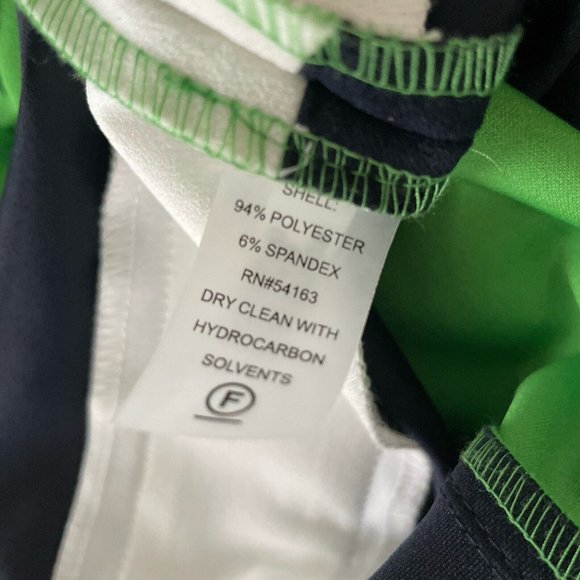 SHELL:
94% POLYESTER
6% SPANDEX
RN#54163
DRY CLEAN WITH
HYDROCARBON
SOLVENTS
F